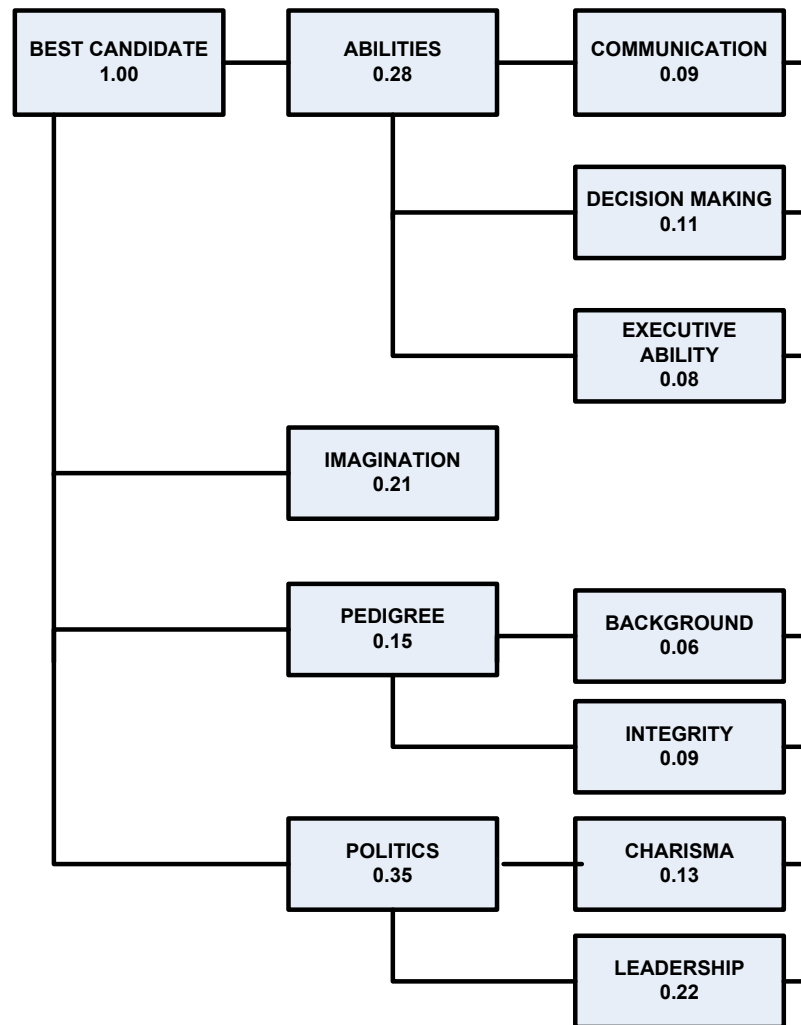 BEST CANDIDATE
1.00
ABILITIES
0.28
COMMUNICATION
0.09
DECISION MAKING
0.11
EXECUTIVE
ABILITY
0.08
IMAGINATION
0.21
PEDIGREE
0.15
BACKGROUND
0.06
INTEGRITY
0.09
POLITICS
0.35
CHARISMA
0.13
LEADERSHIP
0.22